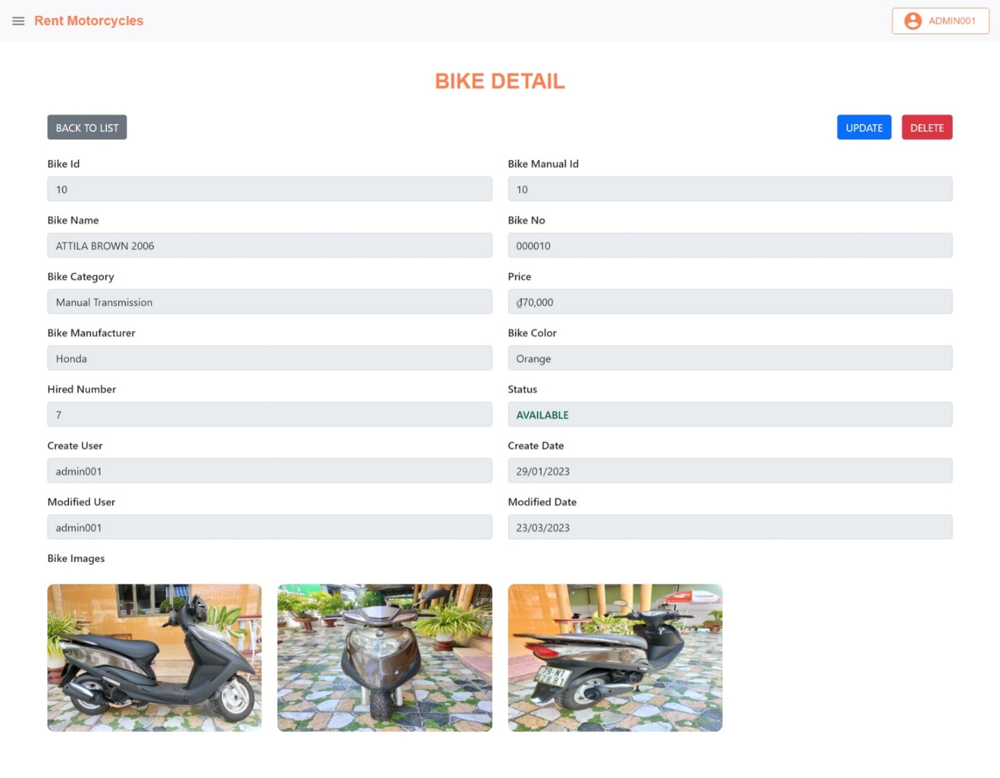 Rent Motorcycles
ADMIN001
BIKE DETAIL
BACK TO LIST
UPDATE
DELETE
Bike Id
Bike Manual Id
10
10
Bike Name
Bike No
ATTILA BROWN 2006
000010
Bike Category
Price
Manual Transmission
₫70,000
Bike Manufacturer
Bike Color
Honda
Orange
Hired Number
Status
7
AVAILABLE
Create User
Create Date
admin001
29/01/2023
Modified User
Modified Date
admin001
23/03/2023
Bike Images
79-N1
52881